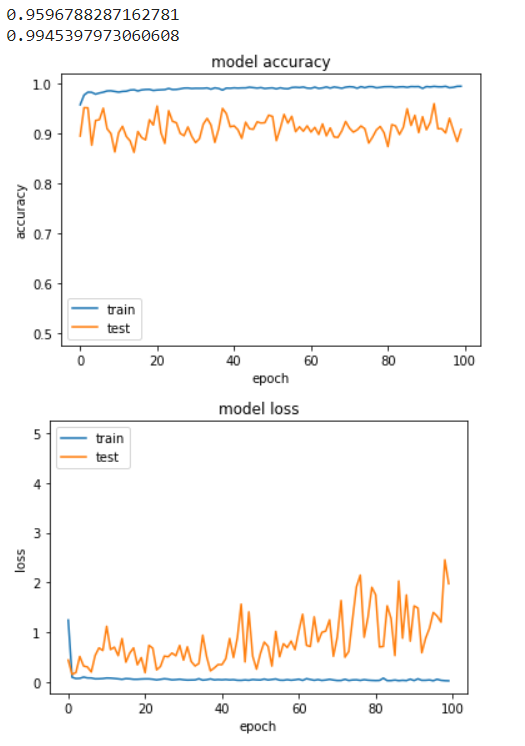 0.9596788287162781
0.9945397973060608
model accuracy
1.0
0.9
0.8
0.7
0.6
0.5
accuracy
train
test
0
20
40
60
80
100
epoch
model loss
5
4
3
2
1
0
loss
train
test
0
20
40
60
80
100
epoch